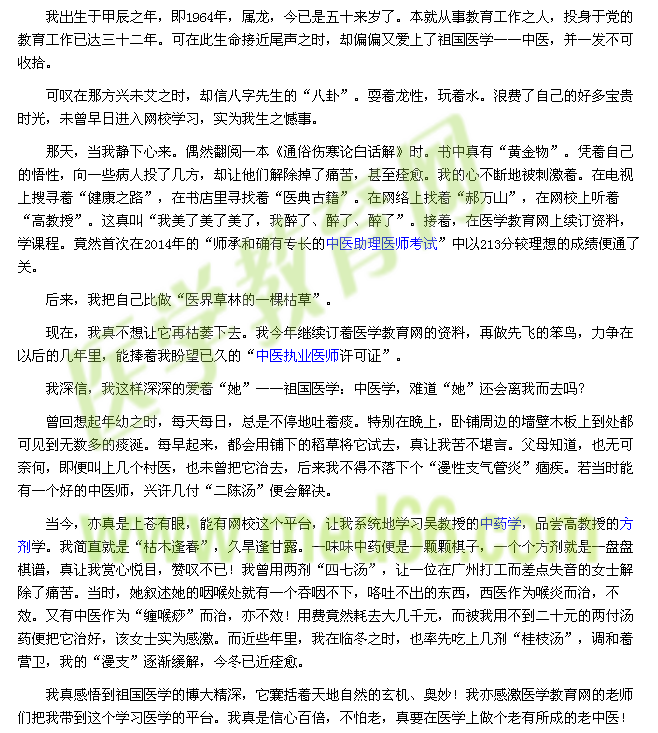 我出生于甲辰之年，即1964年，属龙，今已是五十来岁了。本就从事教育工作之人，投身于党的
教育工作已达三十二年。可在此生命接近尾声之时，却偏偏又爱上了祖国医学一一中医，并一发不可
收拾。
可叹在那方兴未艾之时，却信八字先生的“八卦”。耍着龙性，玩着水。浪费了自己的好多宝贵
时光，未曾早日进入网校学习，实为我生之憾事。
那天，当我静下心来。偶然翻阅一本《通俗伤寒论白话解》时。书中真有“黄金物”。凭着自己
的悟性，向一些病人投了几方，却让他们解除掉了痛苦，甚至痊愈。我的心不断地被刺激着。在电视
上搜寻着“健康之路”，在书店里寻找着“医典古籍”。在网络上找着“郝万山”，在网校上听着
“高教授”。这真叫“我美了美了美了，我醉了、醉了、醉了”。接着，在医学教育网上续订资料，
学课程。竟然首次在2014年的“师承和确有专长的中医助理医师考试”中以213分较理想的成绩便通了
关。
后来，我把自己比做“医界草林的一棵枯草”。
现在，我真不想让它再枯萎下去。我今年继续订着医学教育网的资料，再做先飞的笨鸟，力争在
以后的几年里，能捧着我盼望已久的“中医执业医师许可证”。
我深信，我这样深深的爱着“她”一一祖国医学：中医学，难道“她”还会离我而去吗？
曾回想起年幼之时，每天每日，总是不停地吐着痰。特别在晚上，卧铺周边的墙壁木板上到处都
可见到无数多的痰涎。每早起来，都会用铺下的稻草将它试去，真让我苦不堪言。父母知道，也无可
奈何，即便叫上几个村医，也未曾把它治去，后来我不得不落下个“漫性支气管炎”痼疾。若当时能
有一个好的中医师，兴许几付“二陈汤”便会解决。
当今，亦真是上苍有眼，能有网校这个平台，让我系统地学习吴教授的中药学，品尝高教授的方
剂学。我简直就是“枯木逢春”，久旱逢甘露。一味味中药便是一颗颗棋子，一个个方剂就是一盘盘
棋谱，真让我赏心悦目，赞叹不已！我曾用两剂“四七汤”，让一位在广州打工而差点失音的女士解
除了痛苦。当时，她叙述她的咽喉处就有一个吞咽不下，咯吐不出的东西，西医作为喉炎而治，不
效。又有中医作为“缠喉痧”而治，亦不效！用费竟然耗去大几千元，而被我用不到二十元的两付汤
药便把它治好，该女士实为感激。而近些年里，我在临冬之时，也率先吃上几剂“桂枝汤”，调和着
营卫，我的“漫支”逐渐缓解，今冬已近痊愈。
我真感悟到祖国医学的博大精深，它囊括着天地自然的玄机、奥妙！我亦感激医学教育网的老师
们把我带到这个学习医学的平台。我真是信心百倍，不怕老，真要在医学上做个老有所成的老中医！
医学教育网
www.med66.com